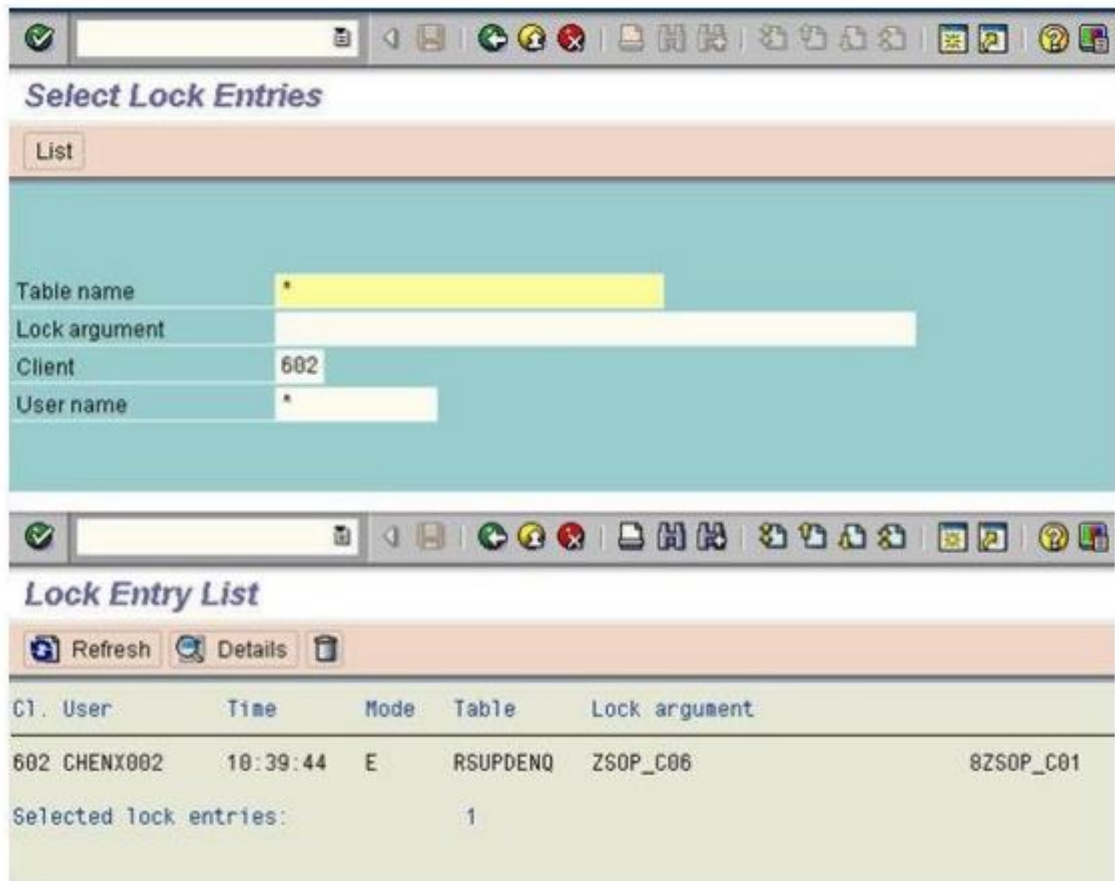 Select Lock Entries
List
Table name *
Lock argument
Client 602
User name *
Lock Entry List
Refresh Details
Cl. User Time Mode Table Lock argument
602 CHENX002 10:39:44 E RSUPDENQ ZSOP_C06 8ZSOP_C01
Selected lock entries: 1